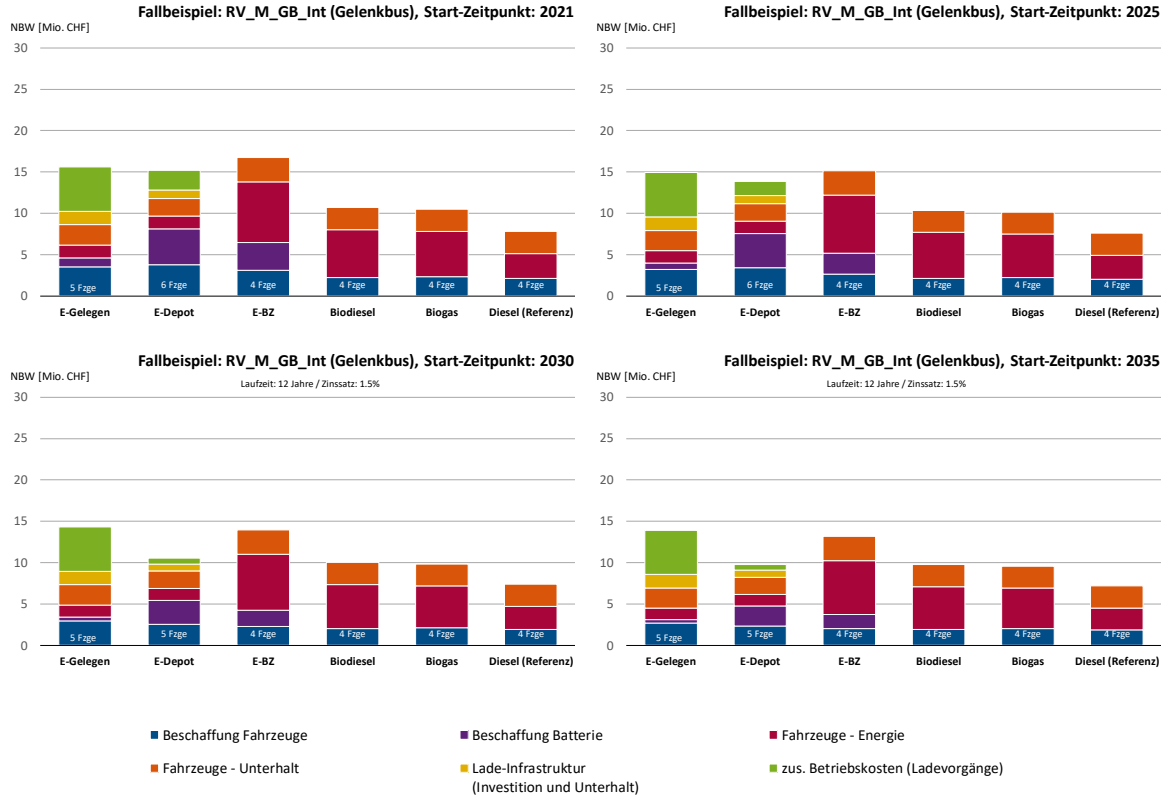 Fallbeispiel: RV_M_GB_Int (Gelenkbus), Start-Zeitpunkt: 2021
NBW [Mio. CHF]
30
25
20
15
10
5
0
5 Fzge
6 Fzge
4 Fzge
4 Fzge
4 Fzge
4 Fzge
E-Gelegen
E-Depot
E-BZ
Biodiesel
Biogas
Diesel (Referenz)
Fallbeispiel: RV_M_GB_Int (Gelenkbus), Start-Zeitpunkt: 2025
NBW [Mio. CHF]
30
25
20
15
10
5
0
5 Fzge
6 Fzge
4 Fzge
4 Fzge
4 Fzge
4 Fzge
E-Gelegen
E-Depot
E-BZ
Biodiesel
Biogas
Diesel (Referenz)
Fallbeispiel: RV_M_GB_Int (Gelenkbus), Start-Zeitpunkt: 2030
NBW [Mio. CHF]
Laufzeit: 12 Jahre / Zinssatz: 1.5%
30
25
20
15
10
5
0
5 Fzge
5 Fzge
4 Fzge
4 Fzge
4 Fzge
4 Fzge
E-Gelegen
E-Depot
E-BZ
Biodiesel
Biogas
Diesel (Referenz)
Fallbeispiel: RV_M_GB_Int (Gelenkbus), Start-Zeitpunkt: 2035
NBW [Mio. CHF]
Laufzeit: 12 Jahre / Zinssatz: 1.5%
30
25
20
15
10
5
0
5 Fzge
5 Fzge
4 Fzge
4 Fzge
4 Fzge
4 Fzge
E-Gelegen
E-Depot
E-BZ
Biodiesel
Biogas
Diesel (Referenz)
Beschaffung Fahrzeuge
Beschaffung Batterie
Fahrzeuge - Energie
Fahrzeuge - Unterhalt
Lade-Infrastruktur
(Investition und Unterhalt)
zus. Betriebskosten (Ladevorgänge)